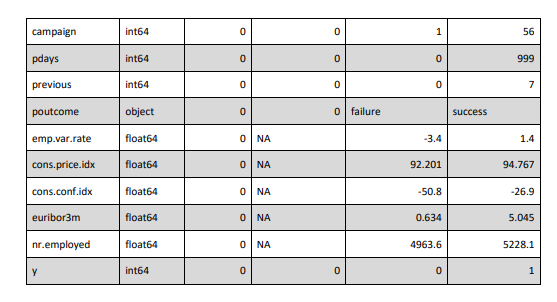 campaign int64 0 0 1 56
pdays int64 0 0 0 999
previous int64 0 0 0 7
poutcome object 0 0 failure success
emp.var.rate float64 0 NA -3.4 1.4
cons.price.idx float64 0 NA 92.201 94.767
cons.conf.idx float64 0 NA -50.8 -26.9
euribor3m float64 0 NA 0.634 5.045
nr.employed float64 0 NA 4963.6 5228.1
y int64 0 0 0 1